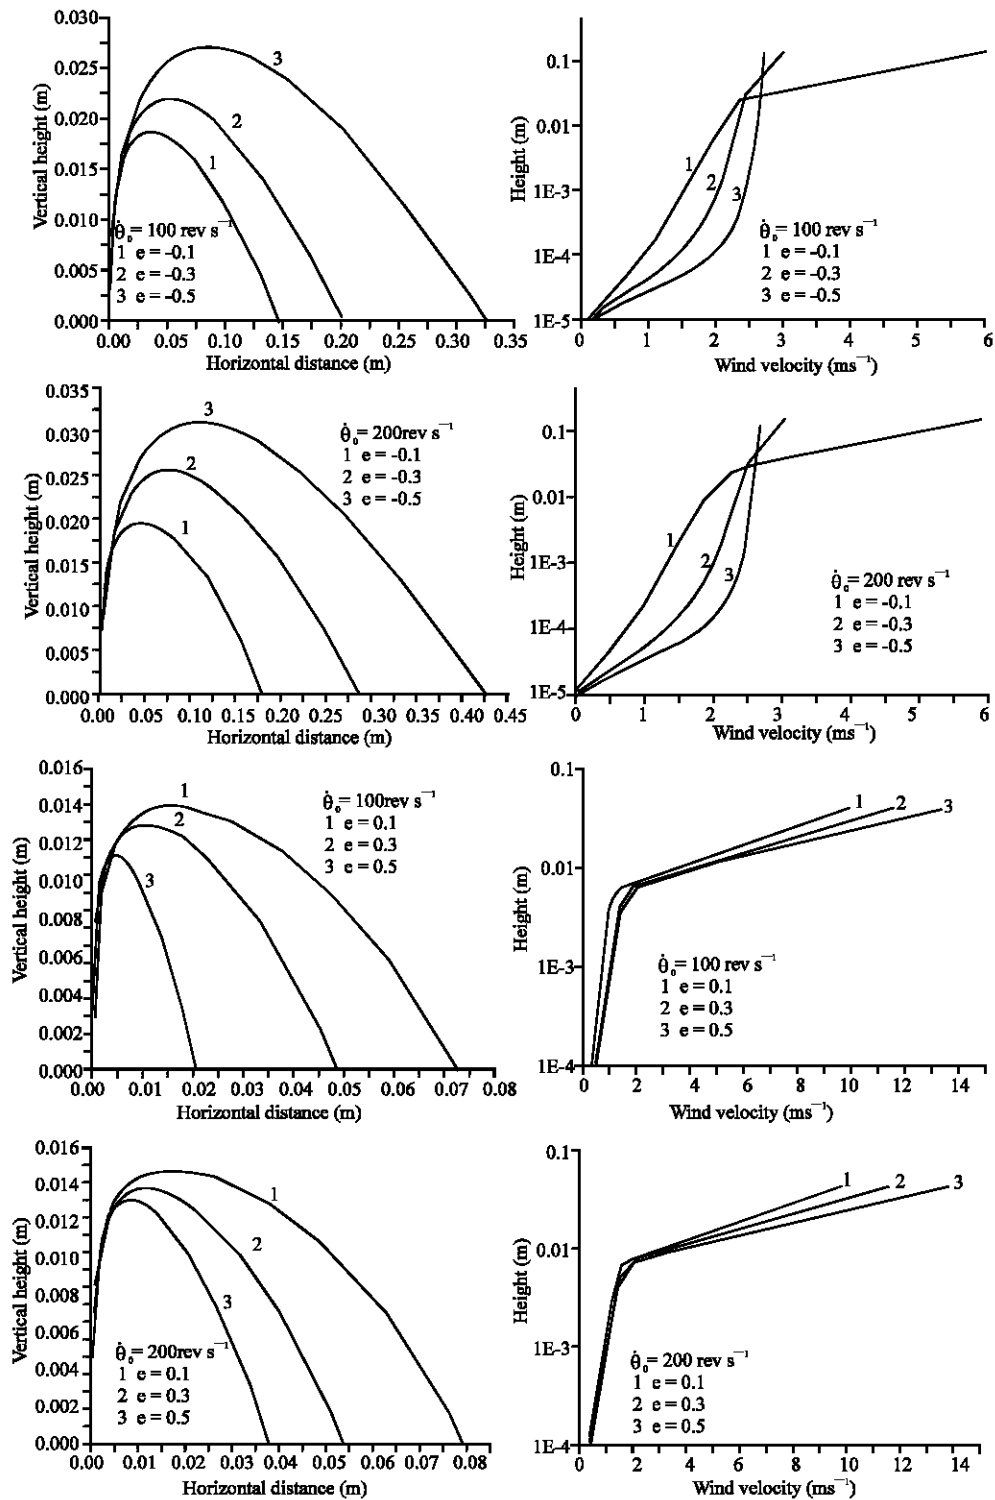 0.030
0.025
0.020
0.015
0.010
0.005
0.000
Vertical height (m)
3
2
1
θ̇₀= 100 rev s⁻¹
1 e = -0.1
2 e = -0.3
3 e = -0.5
0.00 0.05 0.10 0.15 0.20 0.25 0.30 0.35
Horizontal distance (m)
0.1
0.01
1E-3
1E-4
1E-5
Height (m)
1
2
3
θ̇₀= 100 rev s⁻¹
1 e = -0.1
2 e = -0.3
3 e = -0.5
0 1 2 3 4 5 6
Wind velocity (ms⁻¹)
0.035
0.030
0.025
0.020
0.015
0.010
0.005
0.000
Vertical height (m)
3
2
1
θ̇₀= 200rev s⁻¹
1 e = -0.1
2 e = -0.3
3 e = -0.5
0.00 0.05 0.10 0.15 0.20 0.25 0.30 0.35 0.40 0.45
Horizontal distance (m)
0.1
0.01
1E-3
1E-4
1E-5
Height (m)
1
2
3
θ̇₀= 200 rev s⁻¹
1 e = -0.1
2 e = -0.3
3 e = -0.5
0 1 2 3 4 5 6
Wind velocity (ms⁻¹)
0.016
0.014
0.012
0.010
0.008
0.006
0.004
0.002
0.000
Vertical height (m)
1
2
3
θ̇₀= 100rev s⁻¹
1 e = 0.1
2 e = 0.3
3 e = 0.5
0.00 0.01 0.02 0.03 0.04 0.05 0.06 0.07 0.08
Horizontal distance (m)
0.1
0.01
1E-3
1E-4
Height (m)
1 2 3
θ̇₀= 100 rev s⁻¹
1 e = 0.1
2 e = 0.3
3 e = 0.5
0 2 4 6 8 10 12 14
Wind velocity (ms⁻¹)
0.016
0.014
0.012
0.010
0.008
0.006
0.004
0.002
0.000
Vertical height (m)
1
2
3
θ̇₀= 200rev s⁻¹
1 e = 0.1
2 e = 0.3
3 e = 0.5
0.00 0.01 0.02 0.03 0.04 0.05 0.06 0.07 0.08
Horizontal distance (m)
0.1
0.01
1E-3
1E-4
Height (m)
1 2 3
θ̇₀= 200 rev s⁻¹
1 e = 0.1
2 e = 0.3
3 e = 0.5
0 2 4 6 8 10 12 14
Wind velocity (ms⁻¹)